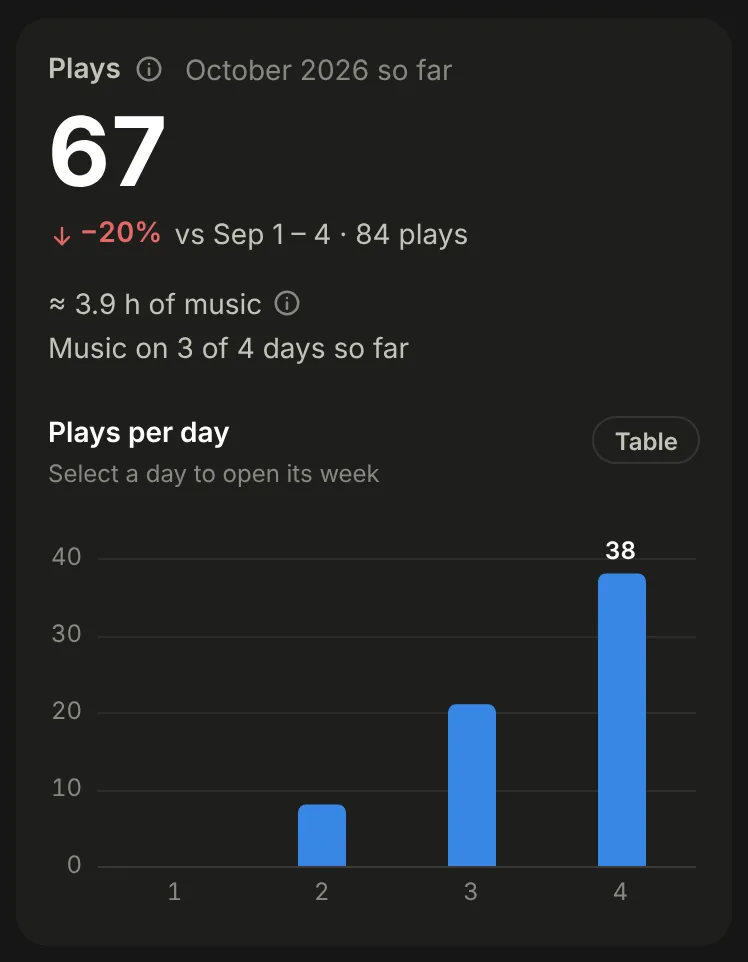 Plays October 2026 so far
67
↓ −20% vs Sep 1 – 4 · 84 plays
≈ 3.9 h of music
Music on 3 of 4 days so far
Plays per day
Table
Select a day to open its week
38
40
30
20
10
0
1 2 3 4